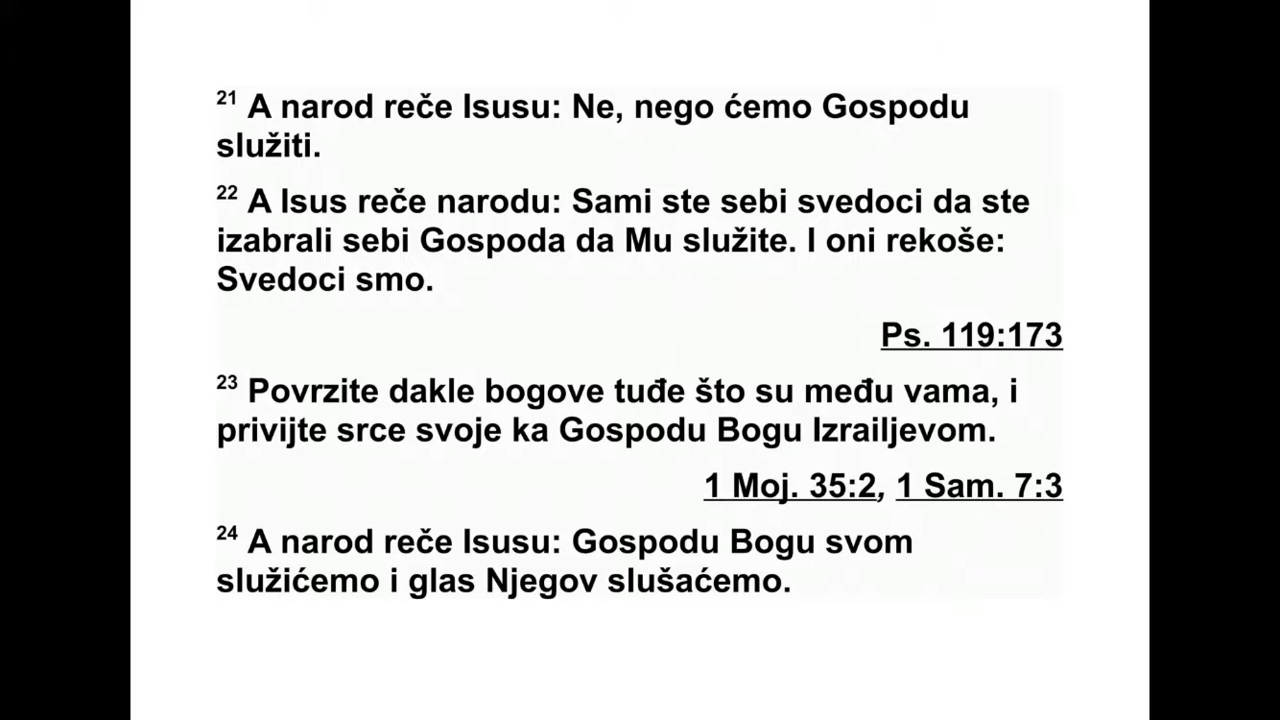 21 A narod reče Isusu: Ne, nego ćemo Gospodu
služiti.
22 A Isus reče narodu: Sami ste sebi svedoci da ste
izabrali sebi Gospoda da Mu služite. I oni rekoše:
Svedoci smo.
Ps. 119:173
23 Povrzite dakle bogove tuđe što su među vama, i
privijte srce svoje ka Gospodu Bogu Izrailjevom.
1 Moj. 35:2, 1 Sam. 7:3
24 A narod reče Isusu: Gospodu Bogu svom
služićemo i glas Njegov slušaćemo.